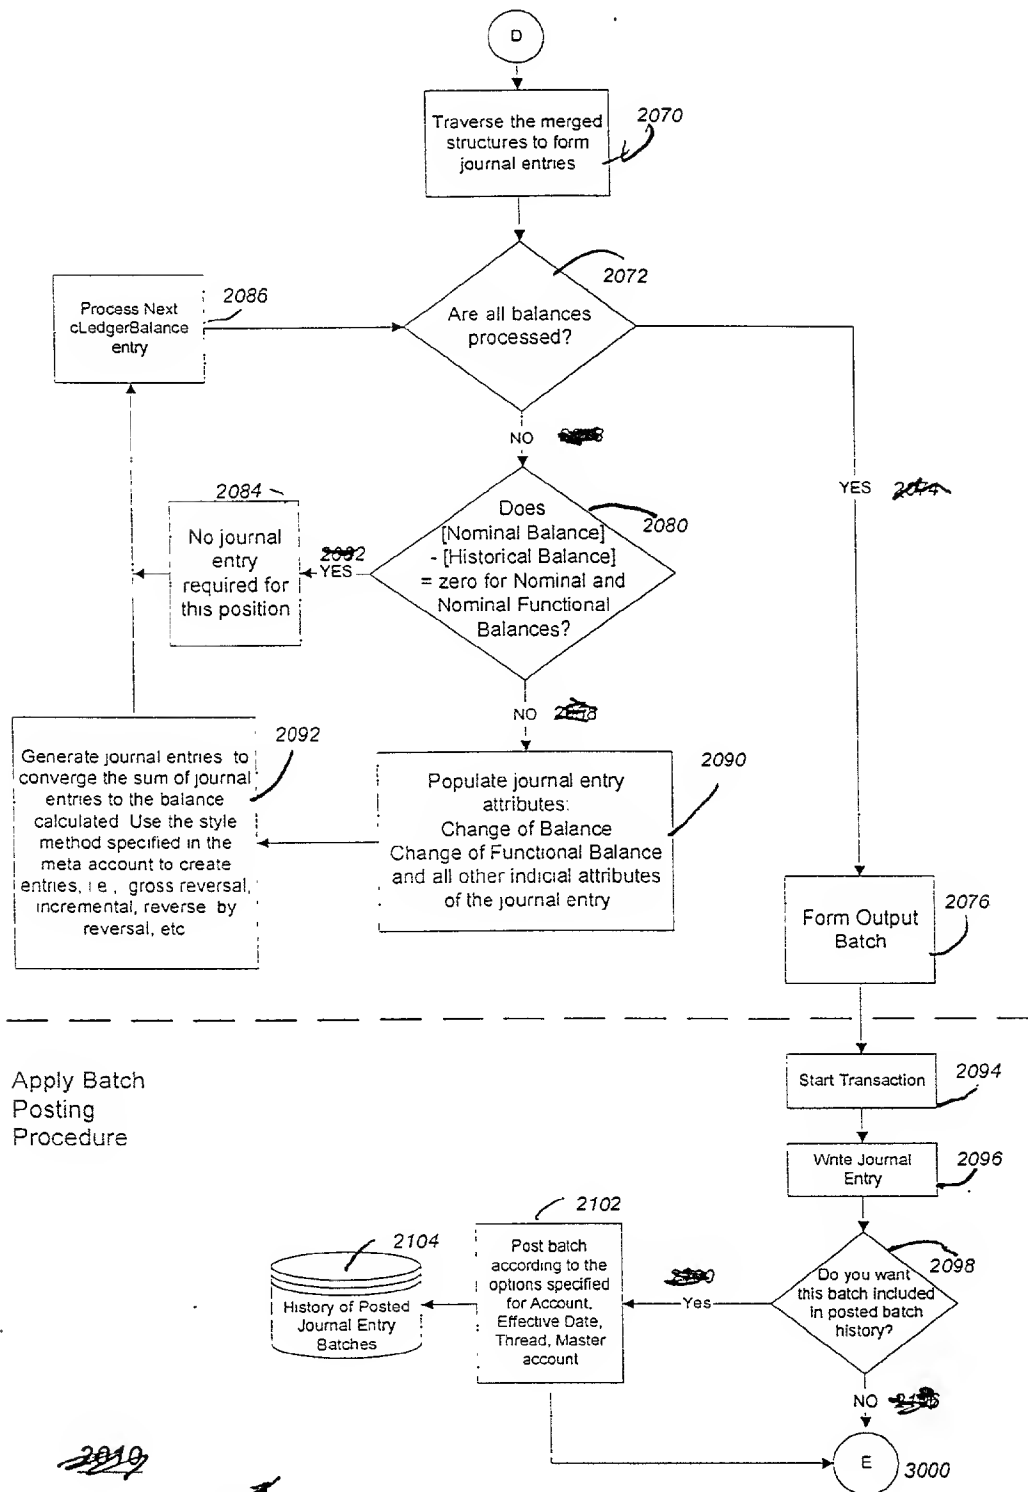 D
Traverse the merged
structures to form
journal entries
2070
2072
Are all balances
processed?
Process Next
cLedgerBalance
entry
2086
NO
YES
2074
Does
[Nominal Balance]
- [Historical Balance]
= zero for Nominal and
Nominal Functional
Balances?
2080
2082
YES
2084
No journal
entry
required for
this position
NO
Populate journal entry
attributes:
Change of Balance
Change of Functional Balance
and all other indicial attributes
of the journal entry
2090
2092
Generate journal entries to
converge the sum of journal
entries to the balance
calculated Use the style
method specified in the
meta account to create
entries, i e , gross reversal,
incremental, reverse by
reversal, etc
Form Output
Batch
2076
Apply Batch
Posting
Procedure
Start Transaction
2094
Write Journal
Entry
2096
Do you want
this batch included
in posted batch
history?
2098
Yes
2102
Post batch
according to the
options specified
for Account,
Effective Date,
Thread, Master
account
2104
History of Posted
Journal Entry
Batches
NO
E
3000
2010